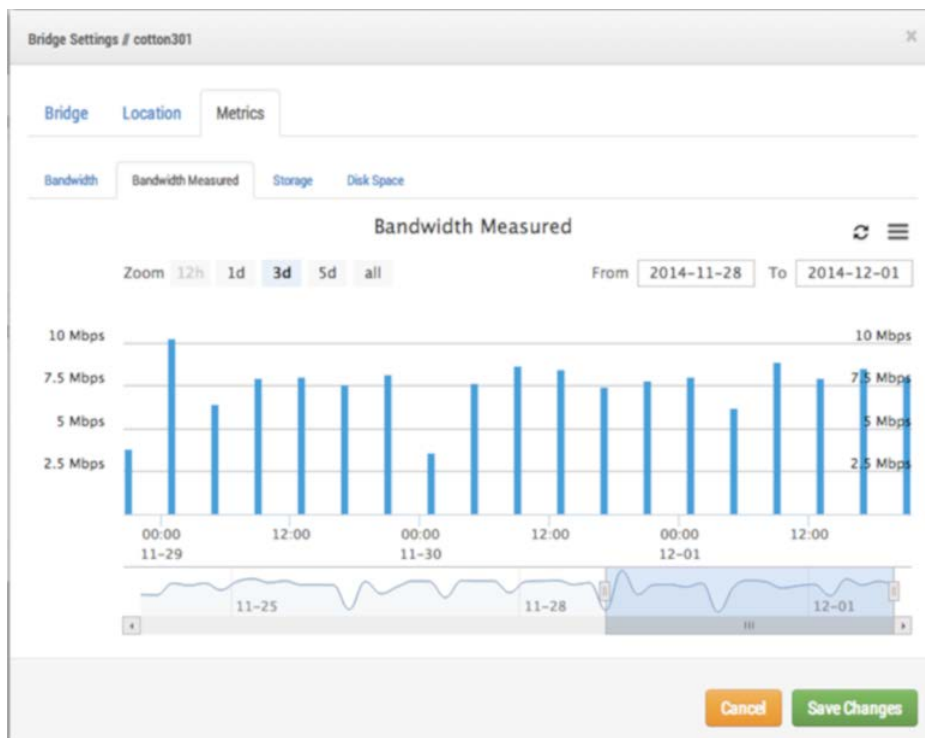 Bridge Settings // cotton301 ×
Bridge Location Metrics
Bandwidth Bandwidth Measured Storage Disk Space
Bandwidth Measured
Zoom 12h 1d 3d 5d all From 2014-11-28 To 2014-12-01
10 Mbps 10 Mbps
7.5 Mbps 7.5 Mbps
5 Mbps 5 Mbps
2.5 Mbps 2.5 Mbps
00:00 12:00 00:00 12:00 00:00 12:00
11-29 11-30 12-01
11-25 11-28 12-01
Cancel Save Changes